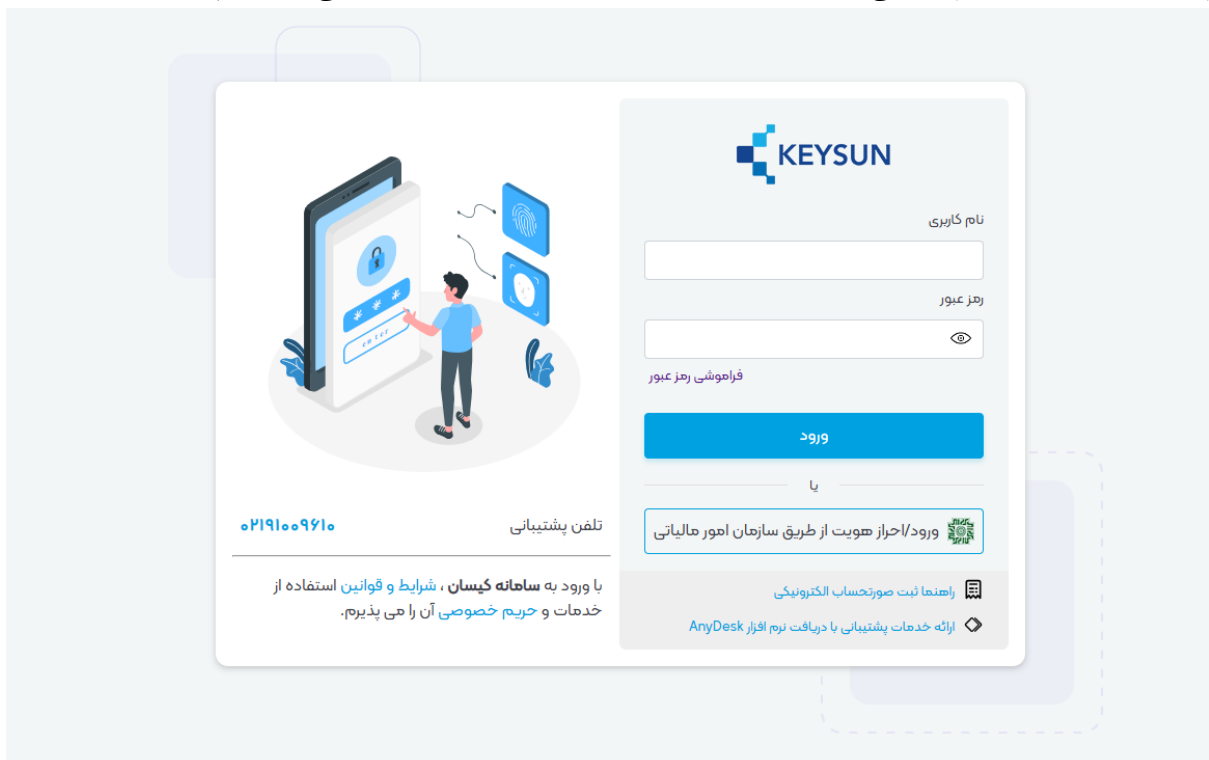 KEYSUN
نام کاربری
رمز عبور
فراموشی رمز عبور
ورود
یا
ورود/احراز هویت از طریق سازمان امور مالیاتی
راهنما ثبت صورتحساب الکترونیکی
ارائه خدمات پشتیبانی با دریافت نرم افزار AnyDesk
* * *
enter
تلفن پشتیبانی ۰۲۱۹۱۰۰۹۶۱۰
با ورود به سامانه کیسان ، شرایط و قوانین استفاده از
خدمات و حریم خصوصی آن را می پذیرم.